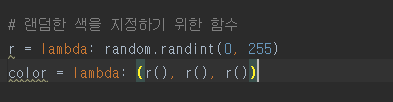 # 랜덤한 색을 지정하기 위한 함수
r = lambda: random.randint(0, 255)
color = lambda: (r(), r(), r())